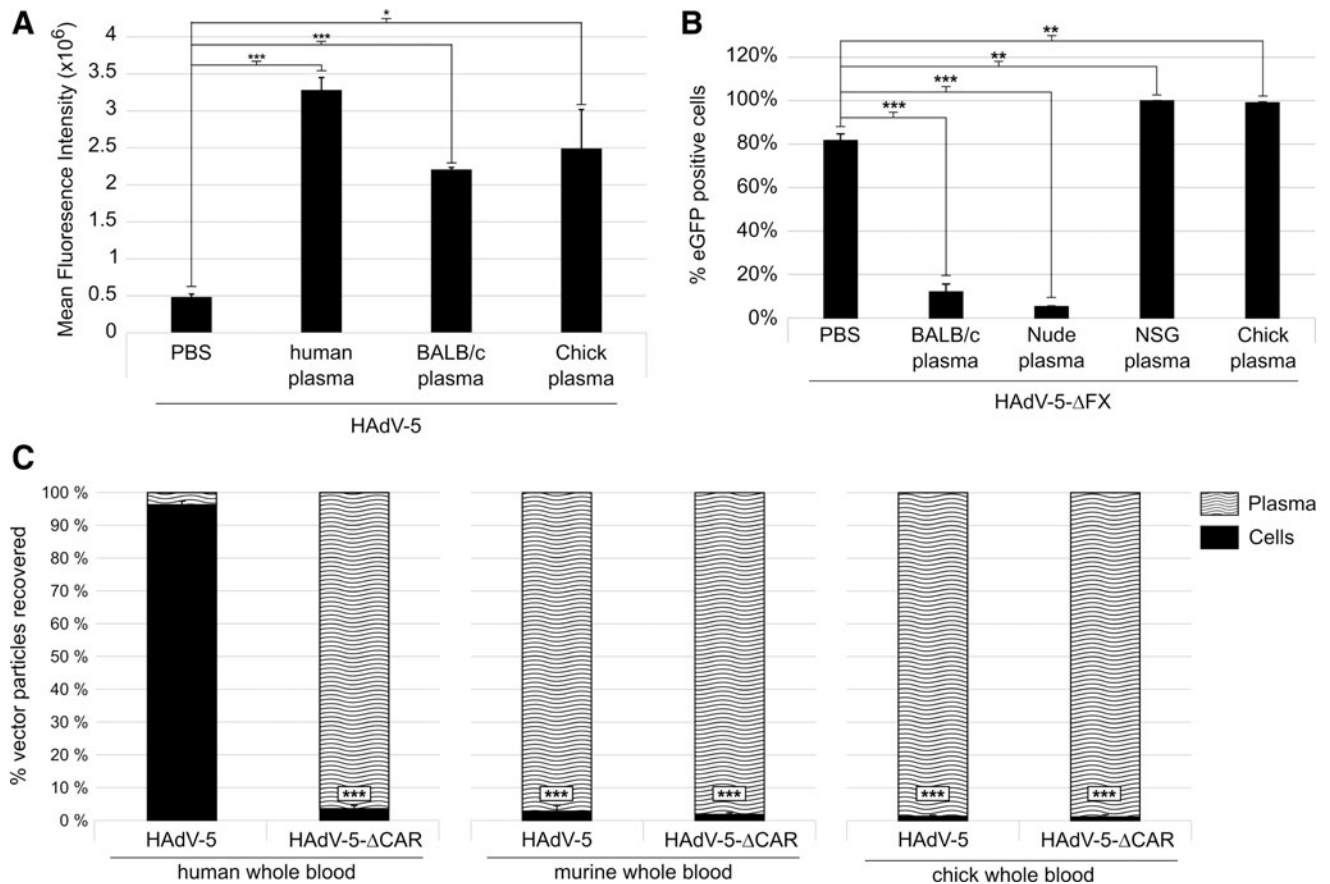 A
Mean Fluoresence Intensity (x10⁶)
4
3.5
3
2.5
2
1.5
1
0.5
0
*
***
***
PBS
human
plasma
BALB/c
plasma
Chick
plasma
HAdV-5
B
% eGFP positive cells
120%
100%
80%
60%
40%
20%
0%
**
**
***
***
PBS
BALB/c
plasma
Nude
plasma
NSG
plasma
Chick
plasma
HAdV-5-ΔFX
C
% vector particles recovered
100 %
90 %
80 %
70 %
60 %
50 %
40 %
30 %
20 %
10 %
0 %
***
***
***
***
***
HAdV-5
HAdV-5-ΔCAR
human whole blood
HAdV-5
HAdV-5-ΔCAR
murine whole blood
HAdV-5
HAdV-5-ΔCAR
chick whole blood
Plasma
Cells